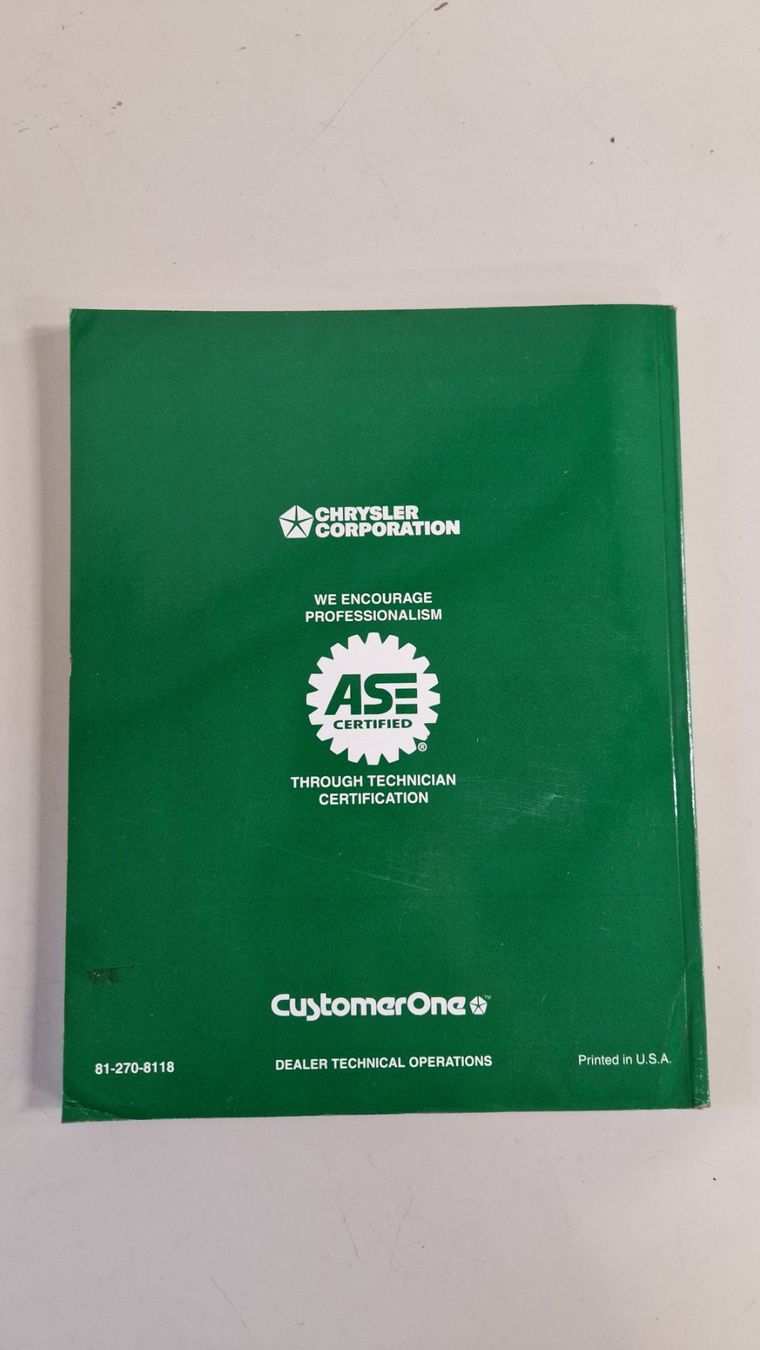 CHRYSLER
CORPORATION
WE ENCOURAGE
PROFESSIONALISM
ASE
CERTIFIED
®
THROUGH TECHNICIAN
CERTIFICATION
CustomerOne ™
81-270-8118
DEALER TECHNICAL OPERATIONS
Printed in U.S.A.